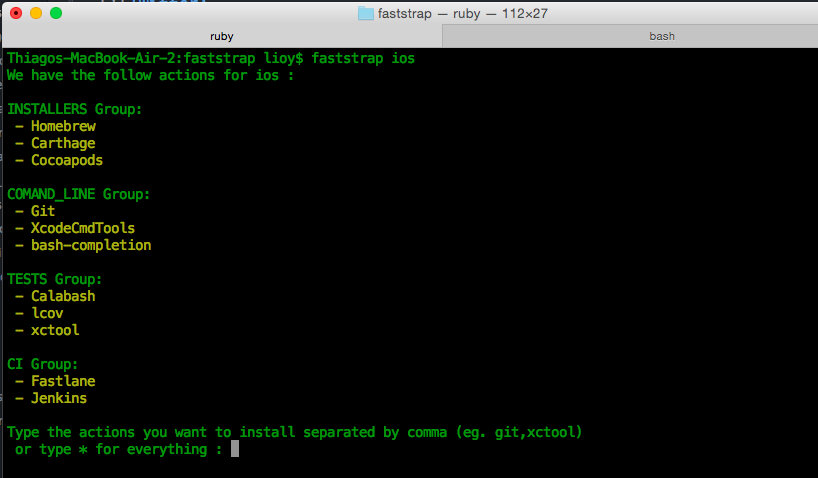 faststrap — ruby — 112×27
ruby bash
Thiagos-MacBook-Air-2:faststrap lioy$ faststrap ios
We have the follow actions for ios :
INSTALLERS Group:
- Homebrew
- Carthage
- Cocoapods
COMAND_LINE Group:
- Git
- XcodeCmdTools
- bash-completion
TESTS Group:
- Calabash
- lcov
- xctool
CI Group:
- Fastlane
- Jenkins
Type the actions you want to install separated by comma (eg. git,xctool)
or type * for everything :